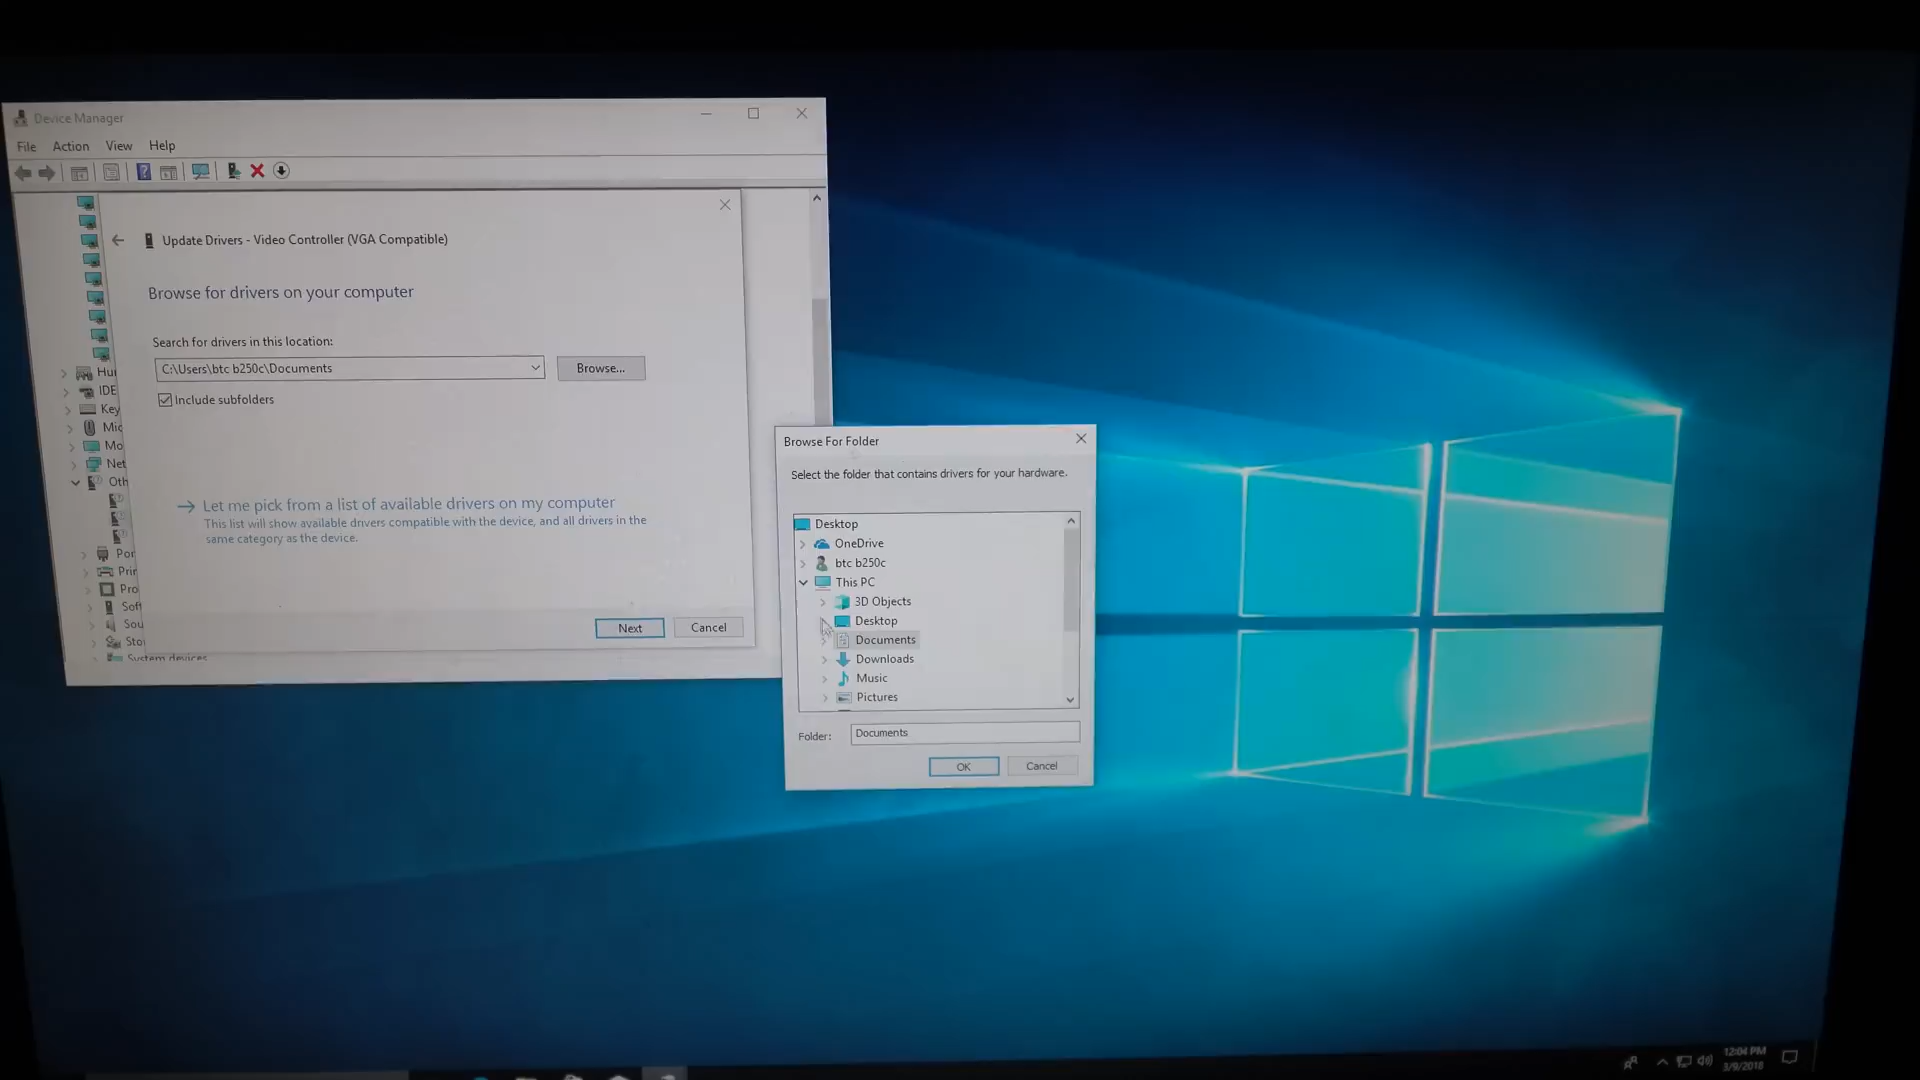 Device Manager
File Action View Help
Update Drivers - Video Controller (VGA Compatible)
Browse for drivers on your computer
Search for drivers in this location:
C:\Users\btc b250c\Documents
Browse...
Include subfolders
Let me pick from a list of available drivers on my computer
This list will show available drivers compatible with the device, and all drivers in the
same category as the device.
Next
Cancel
Hu
IDE
Key
Mic
Mo
Net
Oth
Por
Prin
Pro
Soft
Sou
Sto
System devices
Browse For Folder
Select the folder that contains drivers for your hardware.
Desktop
OneDrive
btc b250c
This PC
3D Objects
Desktop
Documents
Downloads
Music
Pictures
Folder:
Documents
OK
Cancel
12:04 PM
3/9/2018